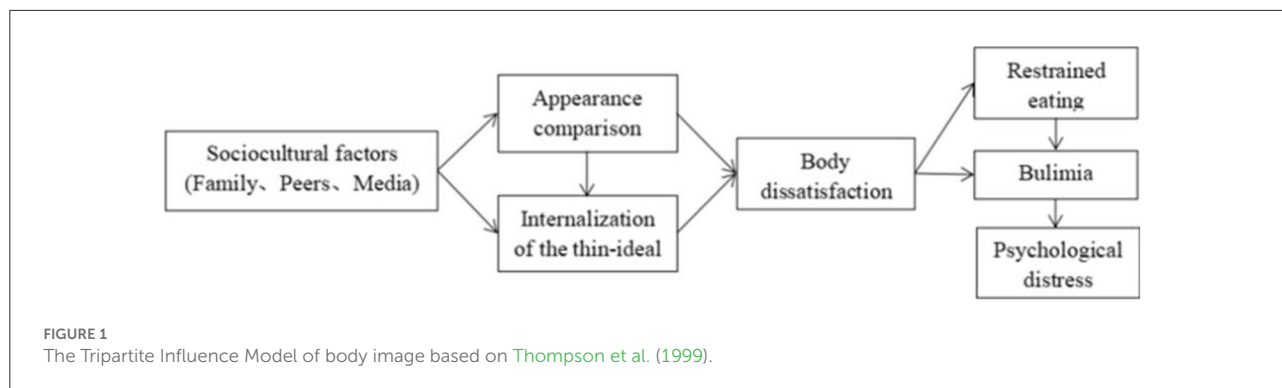 Sociocultural factors
(Family、Peers、Media)
Appearance
comparison
Internalization
of the thin-ideal
Body
dissatisfaction
Restrained
eating
Bulimia
Psychological
distress
FIGURE 1
The Tripartite Influence Model of body image based on Thompson et al. (1999).